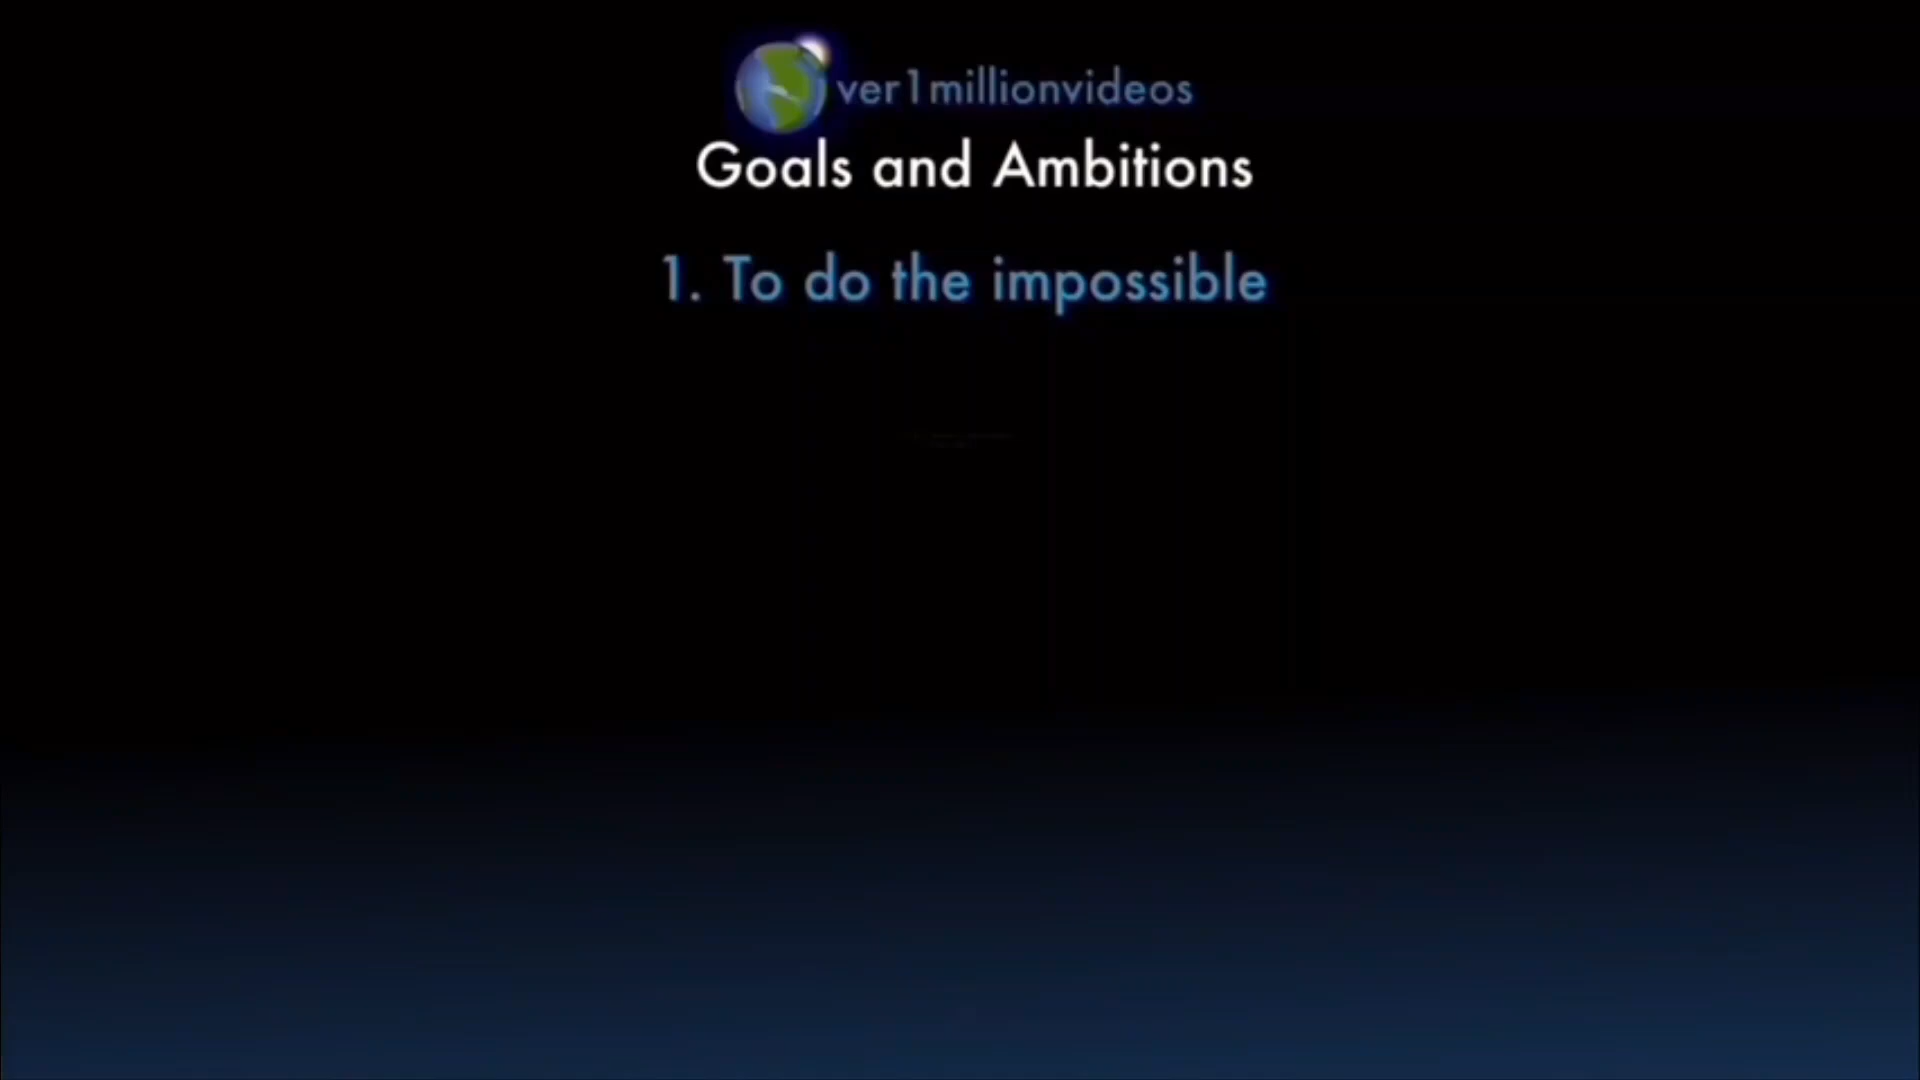 ver1millionvideos
Goals and Ambitions
1. To do the impossible